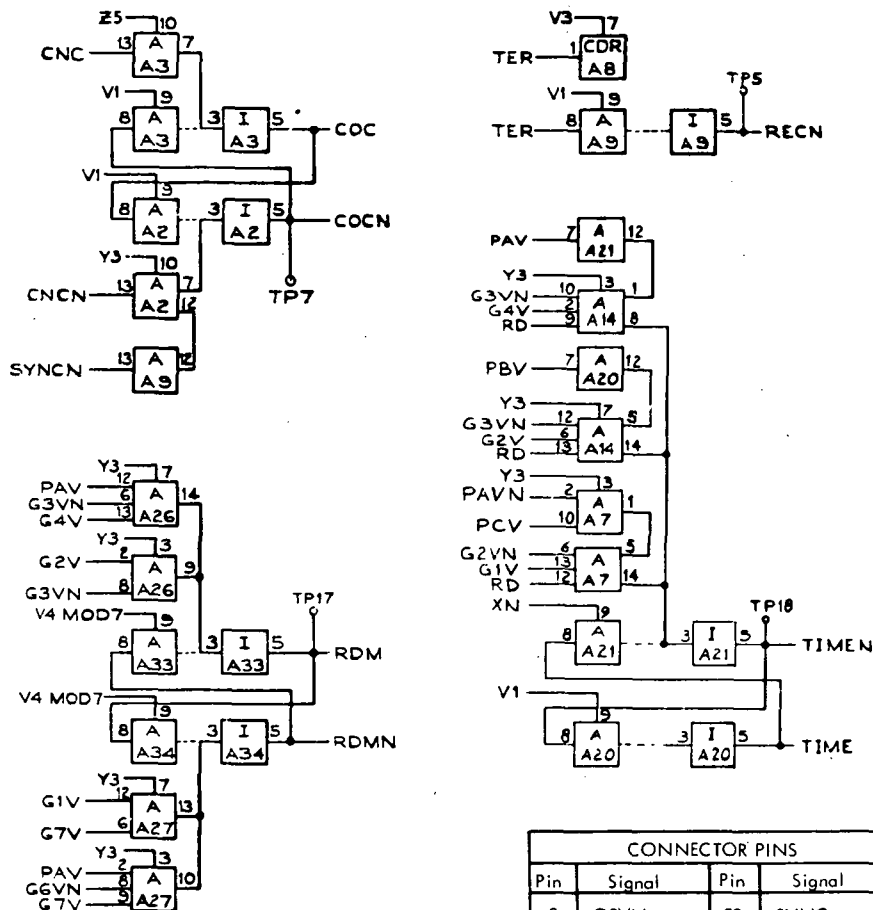 Z5
10
CNC 13 A A3 7
V1
9
8 A A3 3 I A3 5 COC
V1
9
8 A A2 3 I A2 5 COCN
Y3
10
CNCN 13 A A2 7
12
TP7
SYNCN 13 A A9 12
V3
7
TER 1 CDR A8
TP5
V1
9
TER 8 A A9 3 I A9 5 RECN
PAV 7 A A21 12
Y3
3
G3VN 10
G4V 2 A A14 1
RD 9 8
PBV 7 A A20 12
Y3
7
G3VN 12
G2V 6 A A14 5
RD 13 14
Y3
3
PAVN 2 A A7 1
PCV 10
G2VN 6 5
G1V 13 A A7
RD 12 14
XN
9
TP18
8 A A21 3 I A21 5 TIMEN
V1
9
8 A A20 3 I A20 5 TIME
Y3
7
PAV 12
G3VN 6 A A26 14
G4V 13
Y3
3
G2V 2 A A26 9
G3VN 8
TP17
V4 MOD7
9
8 A A33 3 I A33 5 RDM
V4 MOD7
9
8 A A34 3 I A34 5 RDMN
Y3
7
G1V 12 A A27 13
G7V 6
Y3
3
PAV 2
G6VN 8 A A27 10
G7V 9
CONNECTOR PINS
Pin Signal Pin Signal